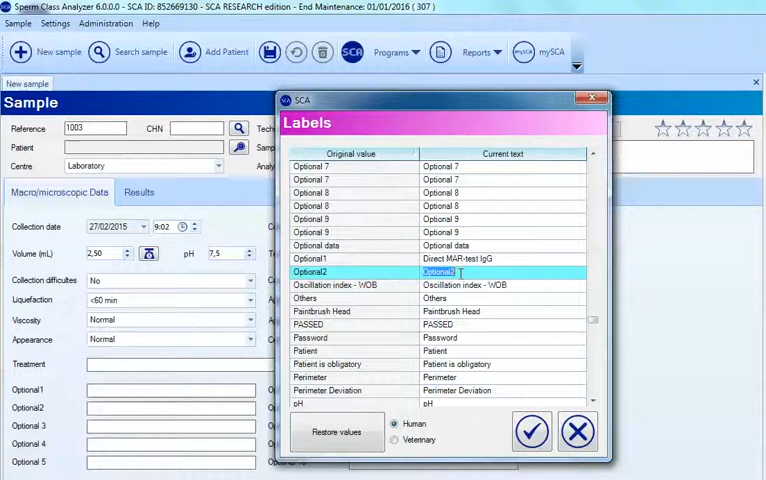 Sperm Class Analyzer 6.0.0.0 - SCA ID: 852669130 - SCA RESEARCH edition - End Maintenance: 01/01/2016 ( 307 )
Sample Settings Administration Help
New sample Search sample Add Patient SCA Programs Reports mySCA mySCA
New sample
Sample
Reference 1003 CHN
Patient
Centre Laboratory
Macro/microscopic Data Results
Collection date 27/02/2015 9:02
Volume (mL) 2,50 pH 7,5
Collection difficultes No
Liquefaction <60 min
Viscosity Normal
Appearance Normal
Treatment
Optional1
Optional2
Optional 3
Optional 4
Optional 5
SCA
Labels
Original value Current text
Optional 7 Optional 7
Optional 7 Optional 7
Optional 8 Optional 8
Optional 8 Optional 8
Optional 9 Optional 9
Optional 9 Optional 9
Optional data Optional data
Optional1 Direct MAR-test IgG
Optional2 Optional2
Oscillation index - WOB Oscillation index - WOB
Others Others
Paintbrush Head Paintbrush Head
PASSED PASSED
Password Password
Patient Patient
Patient is obligatory Patient is obligatory
Perimeter Perimeter
Perimeter Deviation Perimeter Deviation
pH pH
Restore values Human
Veterinary